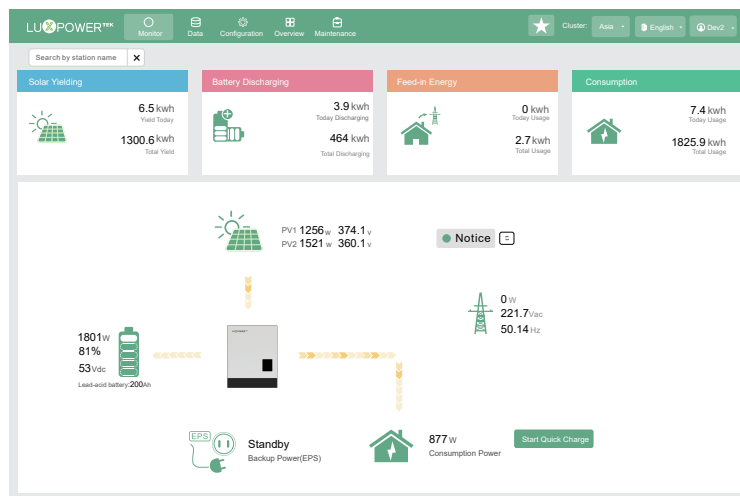 LUXPOWERTEK
Monitor
Data
Configuration
Overview
Maintenance
Cluster:
Asia
English
Dev2
Search by station name
Solar Yielding
6.5 kwh
Yield Today
1300.6 kwh
Total Yield
Battery Discharging
3.9 kwh
Today Discharging
464 kwh
Total Discharging
Feed-in Energy
0 kwh
Today Usage
2.7 kwh
Total Usage
Consumption
7.4 kwh
Today Usage
1825.9 kwh
Total Usage
PV1 1256 w 374.1 v
PV2 1521 w 360.1 v
Notice
0 W
221.7 Vac
50.14 Hz
1801 W
81%
53 Vdc
Lead-acid battery:200Ah
EPS
Standby
Backup Power(EPS)
877 W
Consumption Power
Start Quick Charge